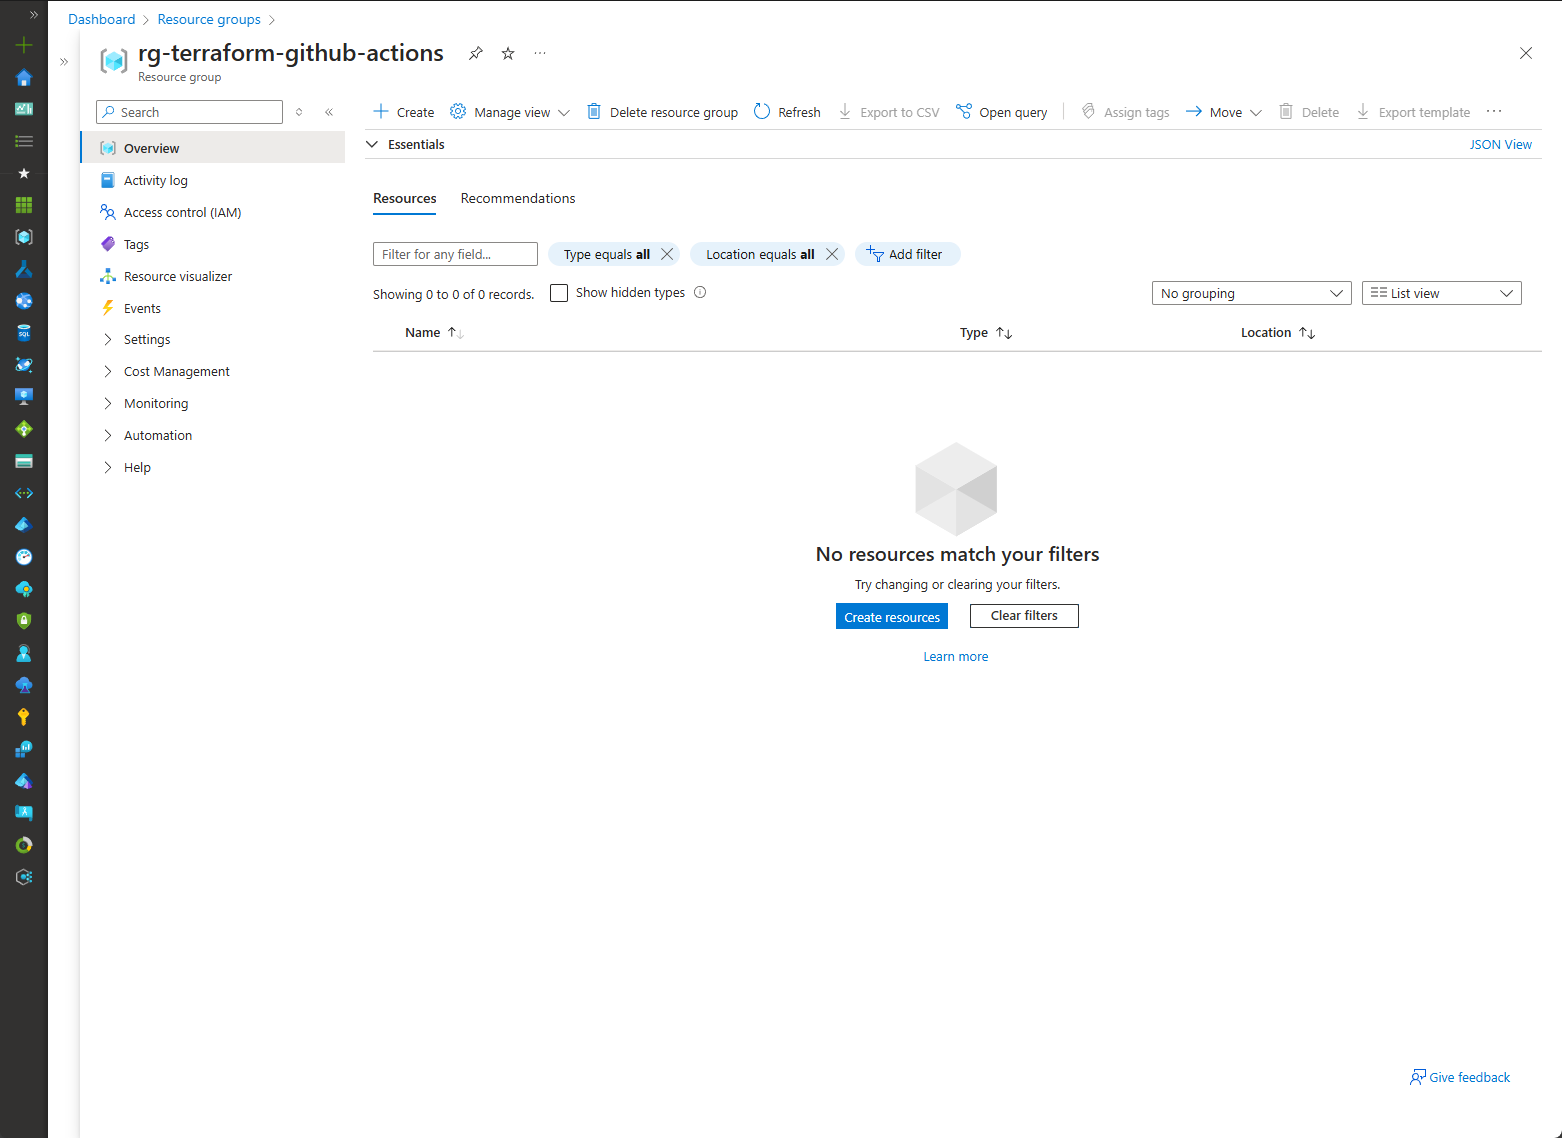 Dashboard > Resource groups >
rg-terraform-github-actions
Resource group
Search
Create
Manage view
Delete resource group
Refresh
Export to CSV
Open query
Assign tags
Move
Delete
Export template
Overview
Activity log
Access control (IAM)
Tags
Resource visualizer
Events
Settings
Cost Management
Monitoring
Automation
Help
Essentials
JSON View
Resources
Recommendations
Filter for any field...
Type equals all
Location equals all
Add filter
Showing 0 to 0 of 0 records.
Show hidden types
No grouping
List view
Name
Type
Location
No resources match your filters
Try changing or clearing your filters.
Create resources
Clear filters
Learn more
Give feedback